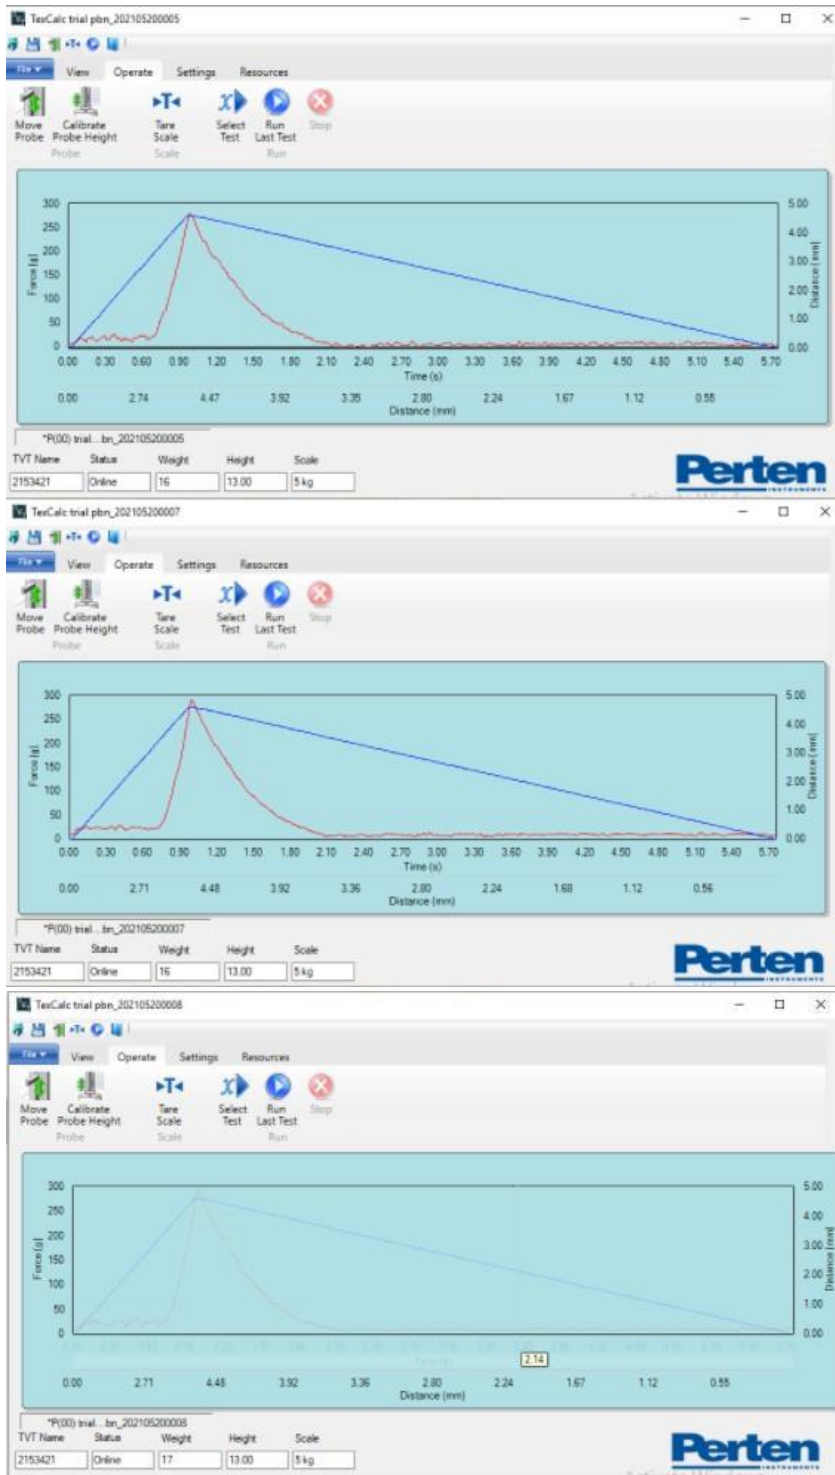 TexCalc trial pbn_202105200005
File View Operate Settings Resources
Move Probe Calibrate Probe Height Tare Scale Select Test Run Last Test Stop
Probe Scale Run
300 5.00
250 4.00
200 3.00
150
100 2.00
50 1.00
0 0.00
Force [g]
Distance [mm]
0.00 0.30 0.60 0.90 1.20 1.50 1.80 2.10 2.40 2.70 3.00 3.30 3.60 3.90 4.20 4.50 4.80 5.10 5.40 5.70
Time (s)
0.00 2.74 4.47 3.92 3.35 2.80 2.24 1.67 1.12 0.55
Distance (mm)
*P(00) trial...bn_202105200005
TVT Name Status Weight Height Scale
2153421 Online 16 13.00 5 kg
Perten
INSTRUMENTS
TexCalc trial pbn_202105200007
File View Operate Settings Resources
Move Probe Calibrate Probe Height Tare Scale Select Test Run Last Test Stop
Probe Scale Run
300 5.00
250 4.00
200 3.00
150
100 2.00
50 1.00
0 0.00
Force [g]
Distance [mm]
0.00 0.30 0.60 0.90 1.20 1.50 1.80 2.10 2.40 2.70 3.00 3.30 3.60 3.90 4.20 4.50 4.80 5.10 5.40 5.70
Time (s)
0.00 2.71 4.48 3.92 3.36 2.80 2.24 1.68 1.12 0.56
Distance (mm)
*P(00) trial...bn_202105200007
TVT Name Status Weight Height Scale
2153421 Online 16 13.00 5 kg
Perten
INSTRUMENTS
TexCalc trial pbn_202105200008
File View Operate Settings Resources
Move Probe Calibrate Probe Height Tare Scale Select Test Run Last Test Stop
Probe Scale Run
300 5.00
250 4.00
200 3.00
150
100 2.00
50 1.00
0 0.00
Force [g]
Distance [mm]
Time (s)
2.14
0.00 2.71 4.48 3.92 3.36 2.80 2.24 1.67 1.12 0.55
Distance (mm)
*P(00) trial...bn_202105200008
TVT Name Status Weight Height Scale
2153421 Online 17 13.00 5 kg
Perten
INSTRUMENTS